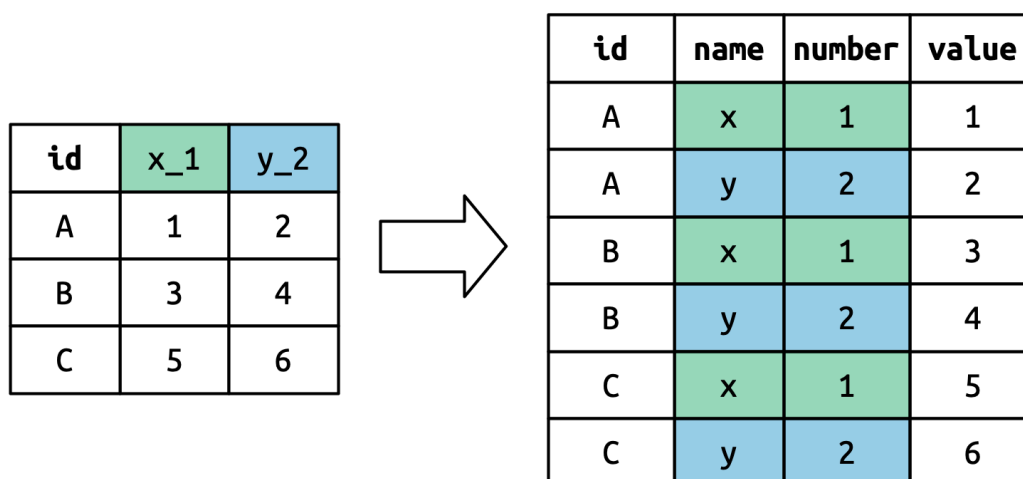 id x_1 y_2
A 1 2
B 3 4
C 5 6
id name number value
A x 1 1
A y 2 2
B x 1 3
B y 2 4
C x 1 5
C y 2 6